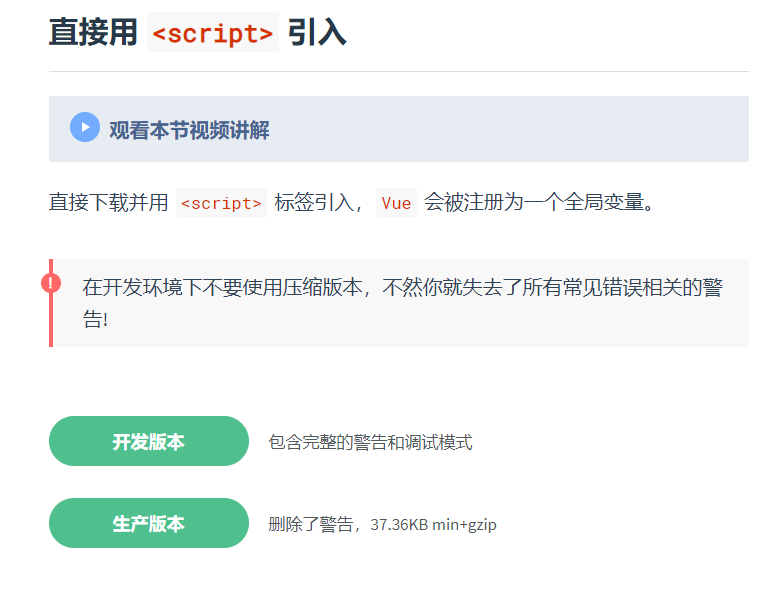 直接用 <script> 引入
观看本节视频讲解
直接下载并用 <script> 标签引入，Vue 会被注册为一个全局变量。
在开发环境下不要使用压缩版本，不然你就失去了所有常见错误相关的警
告!
开发版本 包含完整的警告和调试模式
生产版本 删除了警告，37.36KB min+gzip